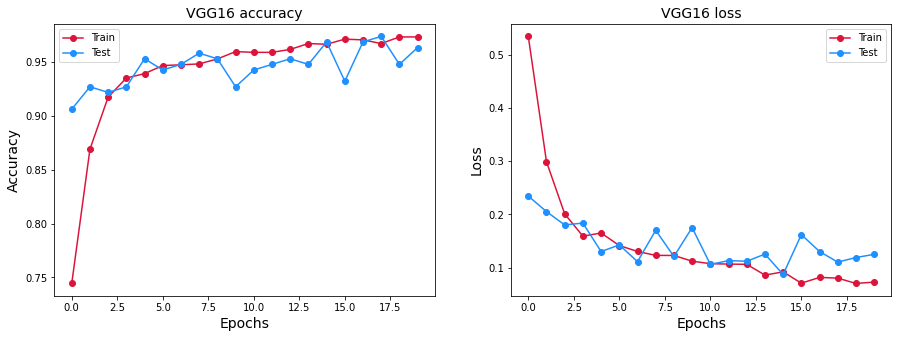 VGG16 accuracy
Train
Test
0.95
0.90
0.85
0.80
0.75
Accuracy
0.0 2.5 5.0 7.5 10.0 12.5 15.0 17.5
Epochs
VGG16 loss
Train
Test
0.5
0.4
0.3
0.2
0.1
Loss
0.0 2.5 5.0 7.5 10.0 12.5 15.0 17.5
Epochs